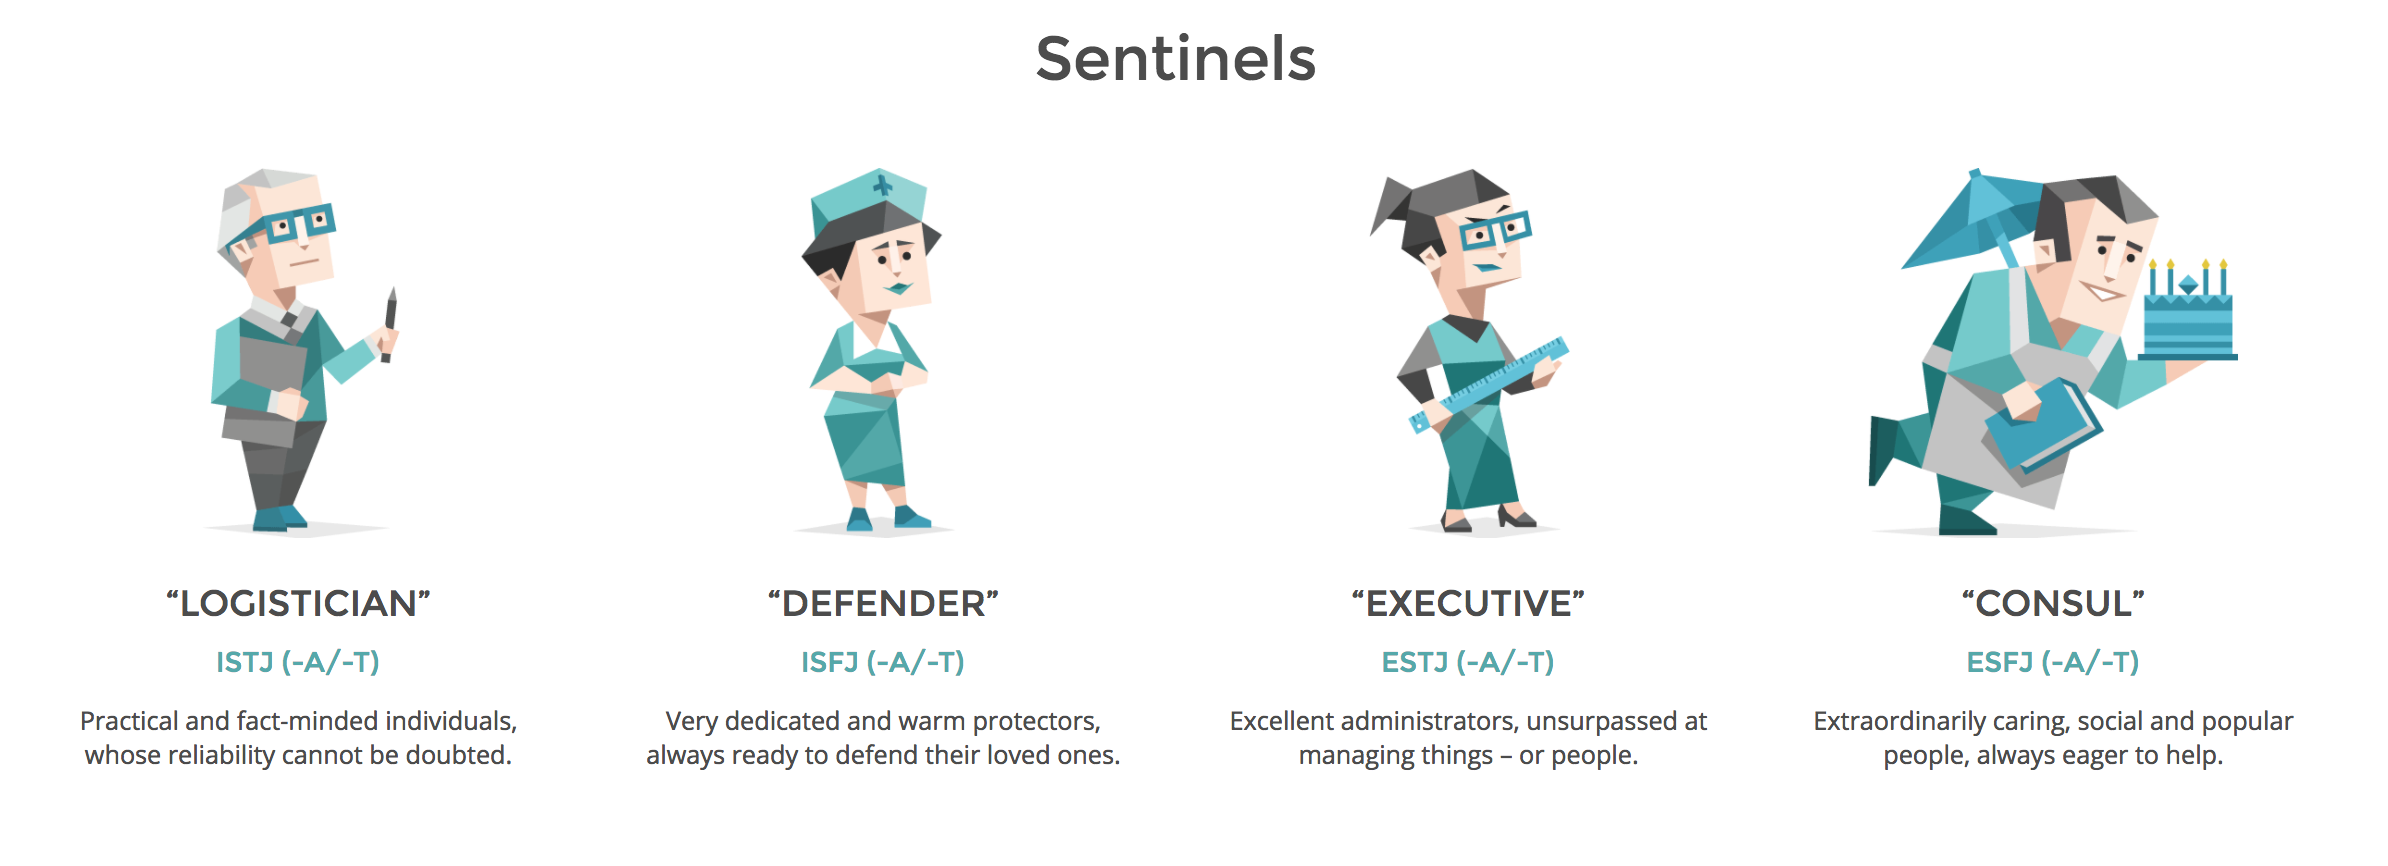 Sentinels
“LOGISTICIAN”
ISTJ (-A/-T)
Practical and fact-minded individuals,
whose reliability cannot be doubted.
“DEFENDER”
ISFJ (-A/-T)
Very dedicated and warm protectors,
always ready to defend their loved ones.
“EXECUTIVE”
ESTJ (-A/-T)
Excellent administrators, unsurpassed at
managing things – or people.
“CONSUL”
ESFJ (-A/-T)
Extraordinarily caring, social and popular
people, always eager to help.